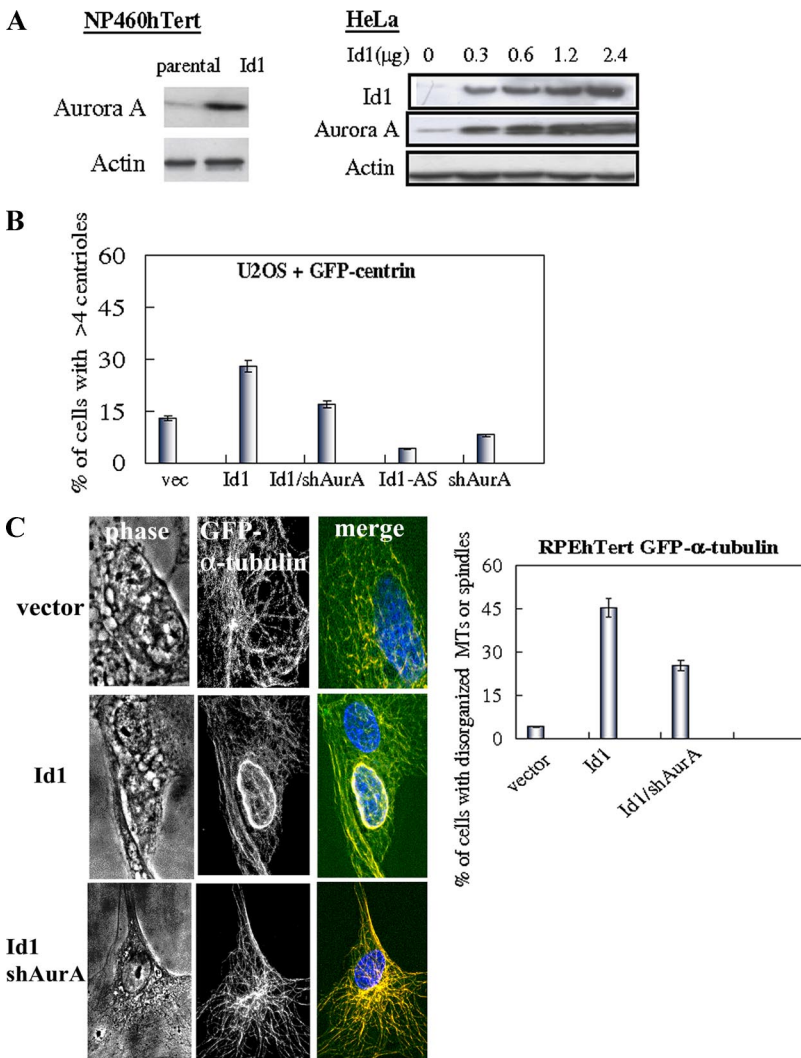 A
NP460hTert
parental Id1
Aurora A
Actin
HeLa
Id1(μg) 0 0.3 0.6 1.2 2.4
Id1
Aurora A
Actin
B
U2OS + GFP-centrin
% of cells with >4 centrioles
60
45
30
15
0
vec Id1 Id1/shAurA Id1-AS shAurA
C
phase GFP-α-tubulin merge
vector
Id1
Id1
shAurA
RPEhTert GFP-α-tubulin
% of cells with disorganized MTs or spindles
60
45
30
15
0
vector Id1 Id1/shAurA